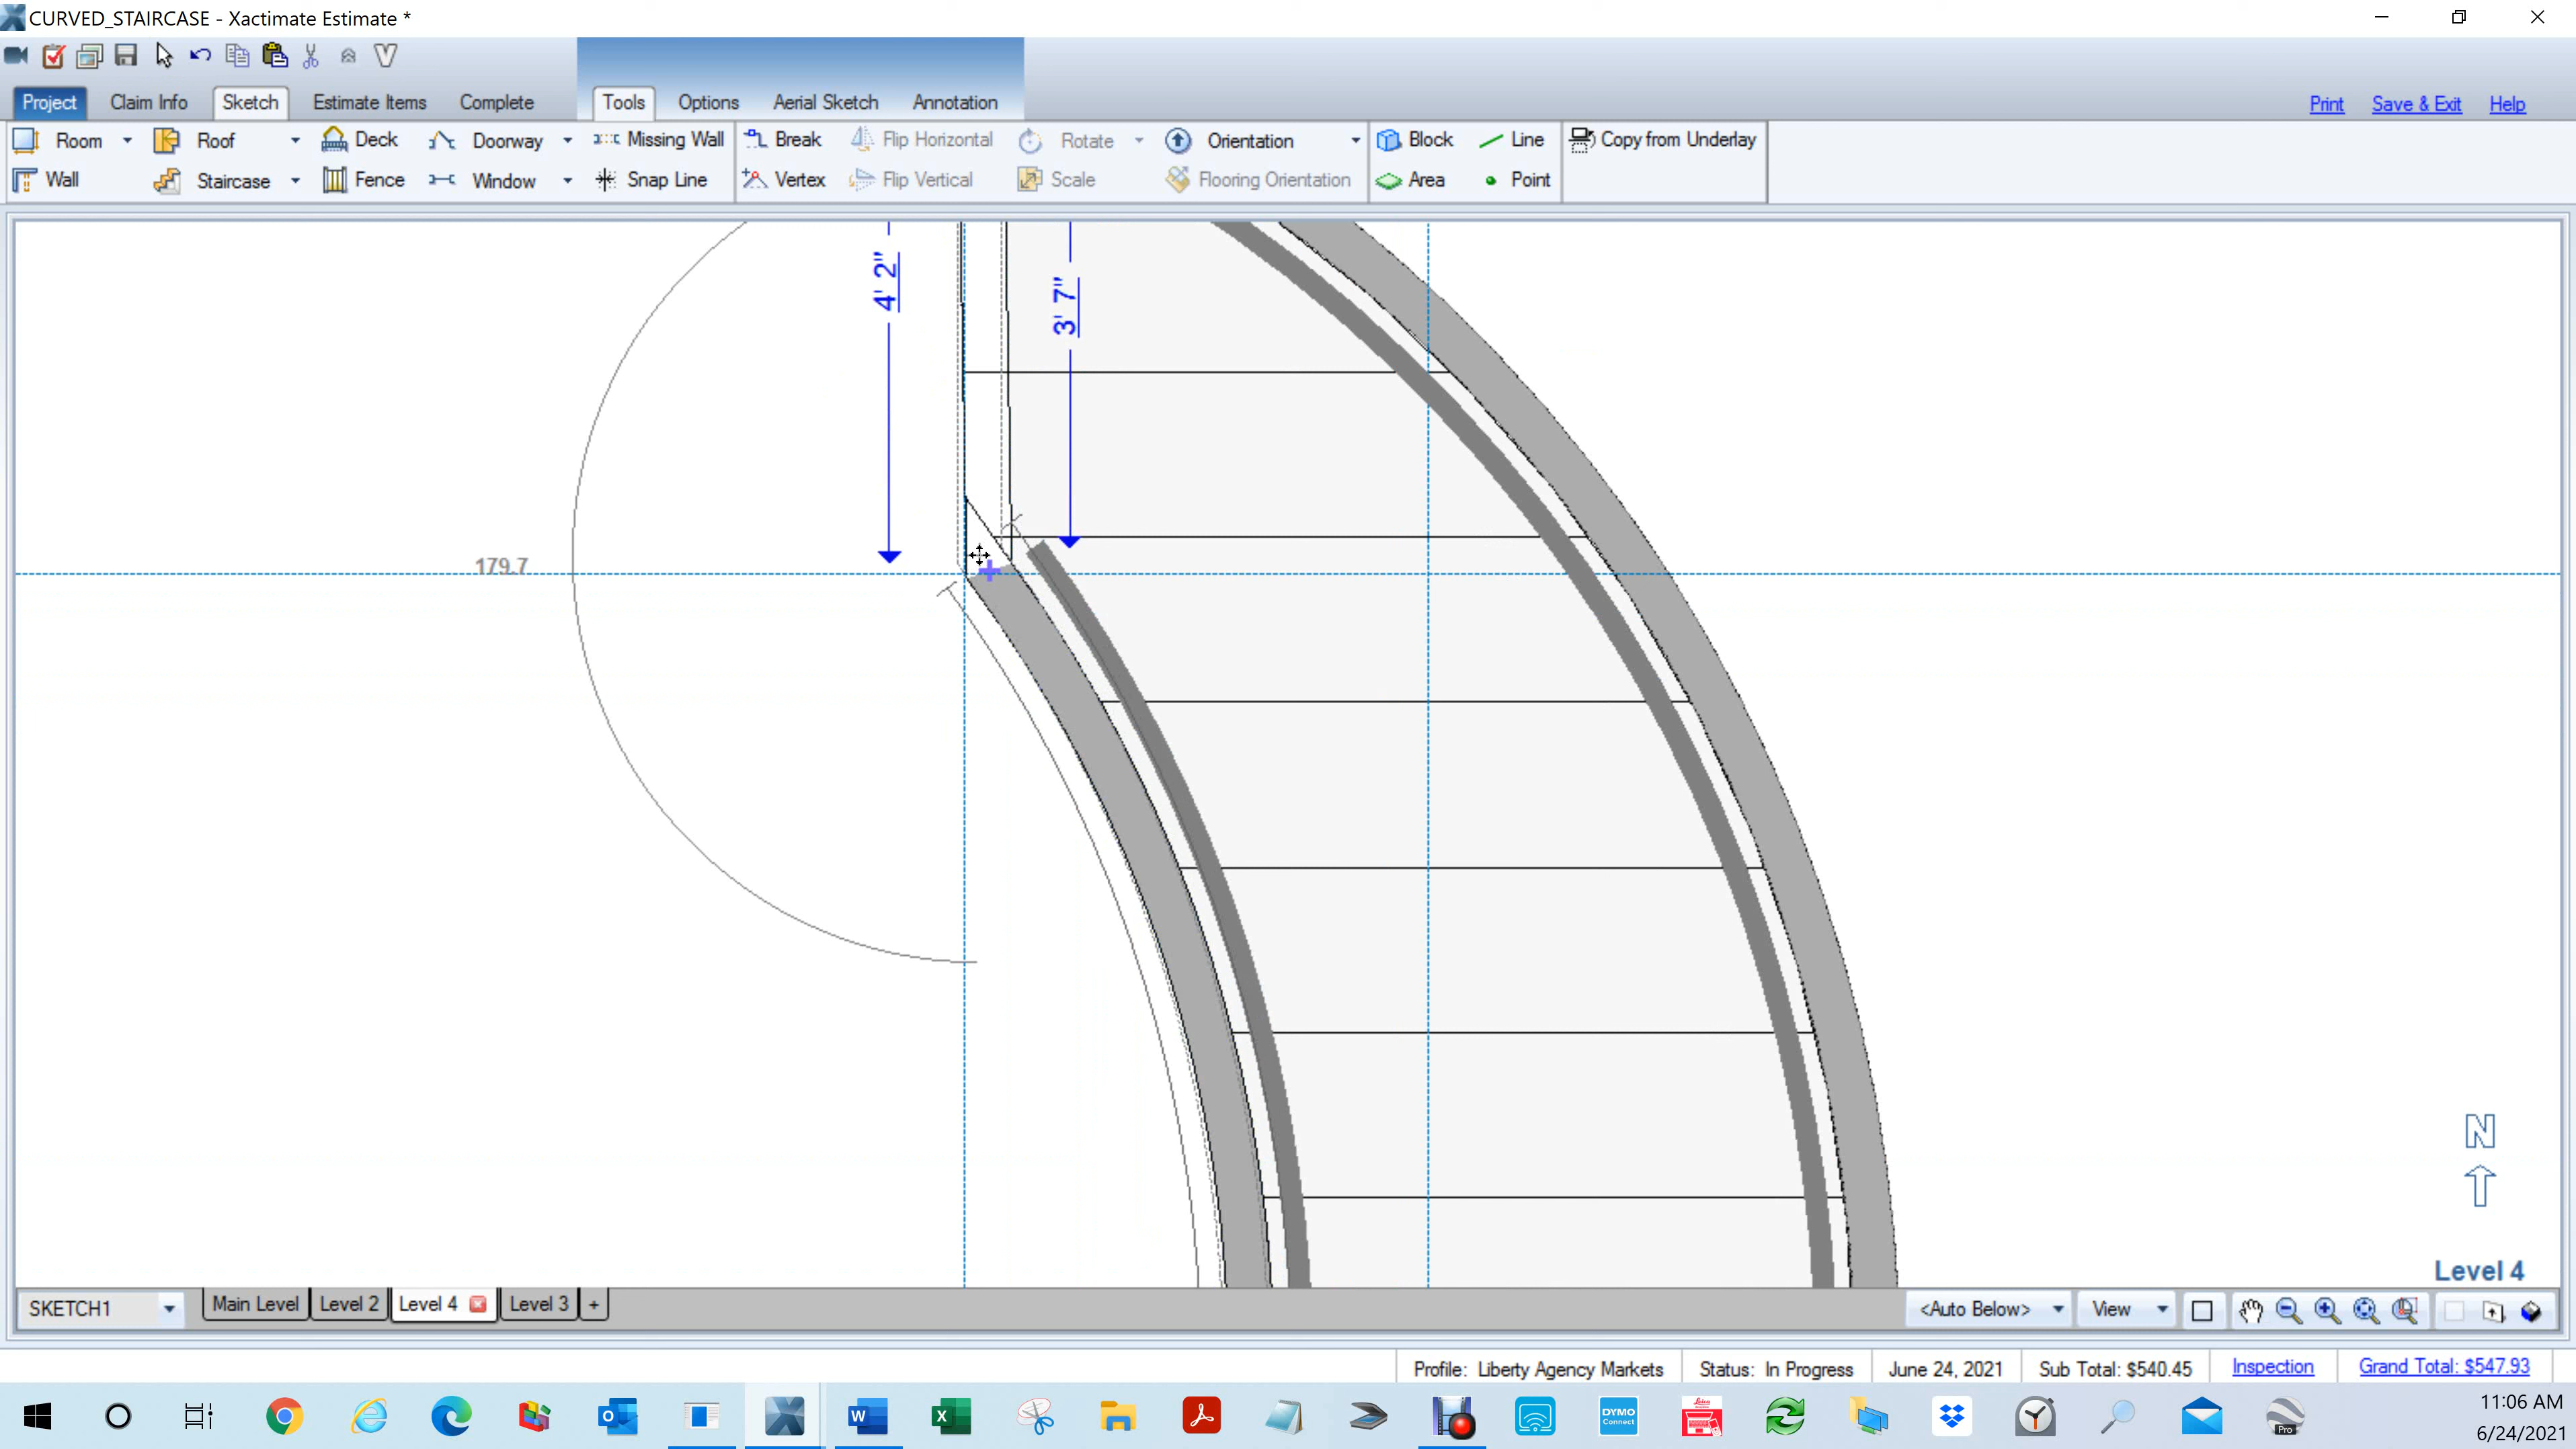 CURVED_STAIRCASE - Xactimate Estimate *
Project Claim Info Sketch Estimate Items Complete Tools Options Aerial Sketch Annotation Print Save & Exit Help
Room Roof Deck Doorway Missing Wall Break Flip Horizontal Rotate Orientation Block Line Copy from Underlay
Wall Staircase Fence Window Snap Line Vertex Flip Vertical Scale Flooring Orientation Area Point
4' 2"
3' 7"
179.7
N
Level 4
SKETCH1 Main Level Level 2 Level 4 Level 3 + <Auto Below> View
Profile: Liberty Agency Markets Status: In Progress June 24, 2021 Sub Total: $540.45 Inspection Grand Total: $547.93
DYMO
Connect
Pro
11:06 AM
6/24/2021